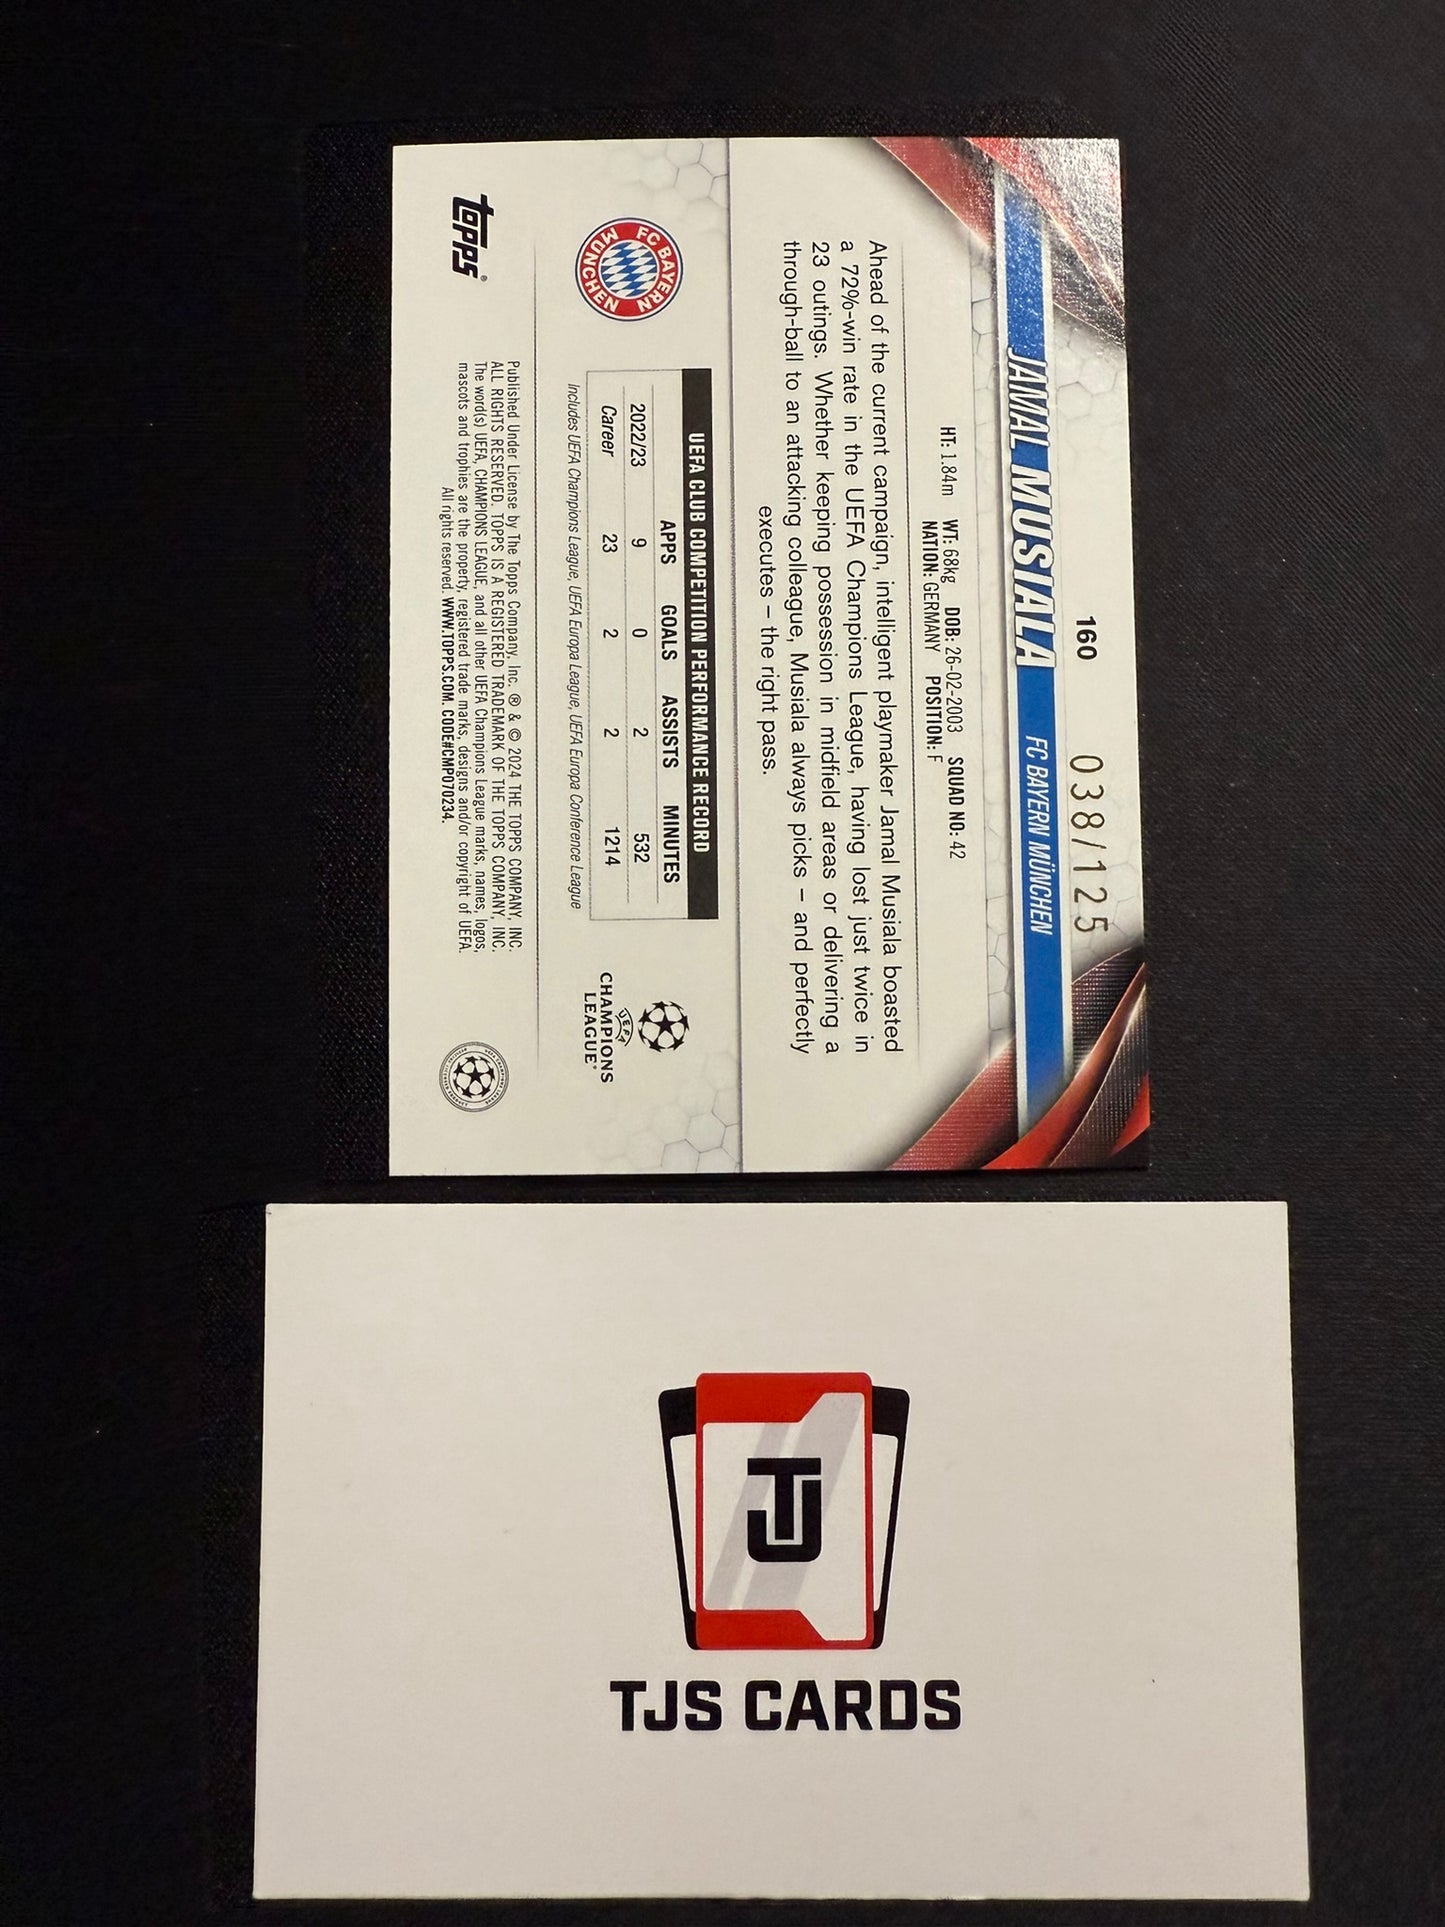 160
038/125
JAMAL MUSIALA FC BAYERN MÜNCHEN
HT: 1.84m WT: 68kg DOB: 26-02-2003 SQUAD NO: 42
NATION: GERMANY POSITION: F
Ahead of the current campaign, intelligent playmaker Jamal Musiala boasted
a 72%-win rate in the UEFA Champions League, having lost just twice in
23 outings. Whether keeping possession in midfield areas or delivering a
through-ball to an attacking colleague, Musiala always picks – and perfectly
executes – the right pass.
FC BAYERN
MÜNCHEN
UEFA CLUB COMPETITION PERFORMANCE RECORD
APPS GOALS ASSISTS MINUTES
2022/23 9 0 2 532
Career 23 2 2 1214
Includes UEFA Champions League, UEFA Europa League, UEFA Europa Conference League
UEFA
CHAMPIONS
LEAGUE®
topps®
Published Under License by The Topps Company, Inc. ® & © 2024 THE TOPPS COMPANY, INC.
ALL RIGHTS RESERVED. TOPPS IS A REGISTERED TRADEMARK OF THE TOPPS COMPANY, INC.
The word(s) UEFA, CHAMPIONS LEAGUE, and all other UEFA Champions League marks, names, logos,
mascots and trophies are the property, registered trade marks, designs and/or copyright of UEFA.
All rights reserved. WWW.TOPPS.COM. CODE#CMP070234.
TJ
TJS CARDS